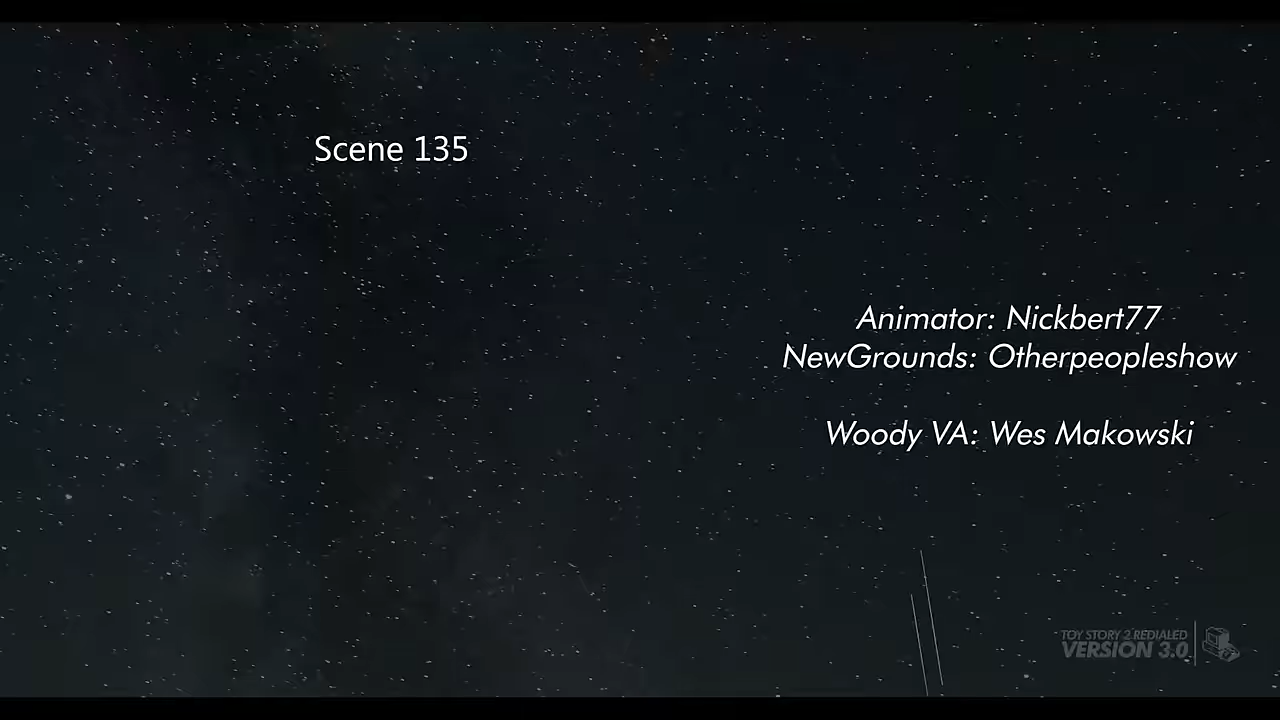 Scene 135
Animator: Nickbert77
NewGrounds: Otherpeopleshow
Woody VA: Wes Makowski
TOY STORY 2 REDIALED
VERSION 3.0